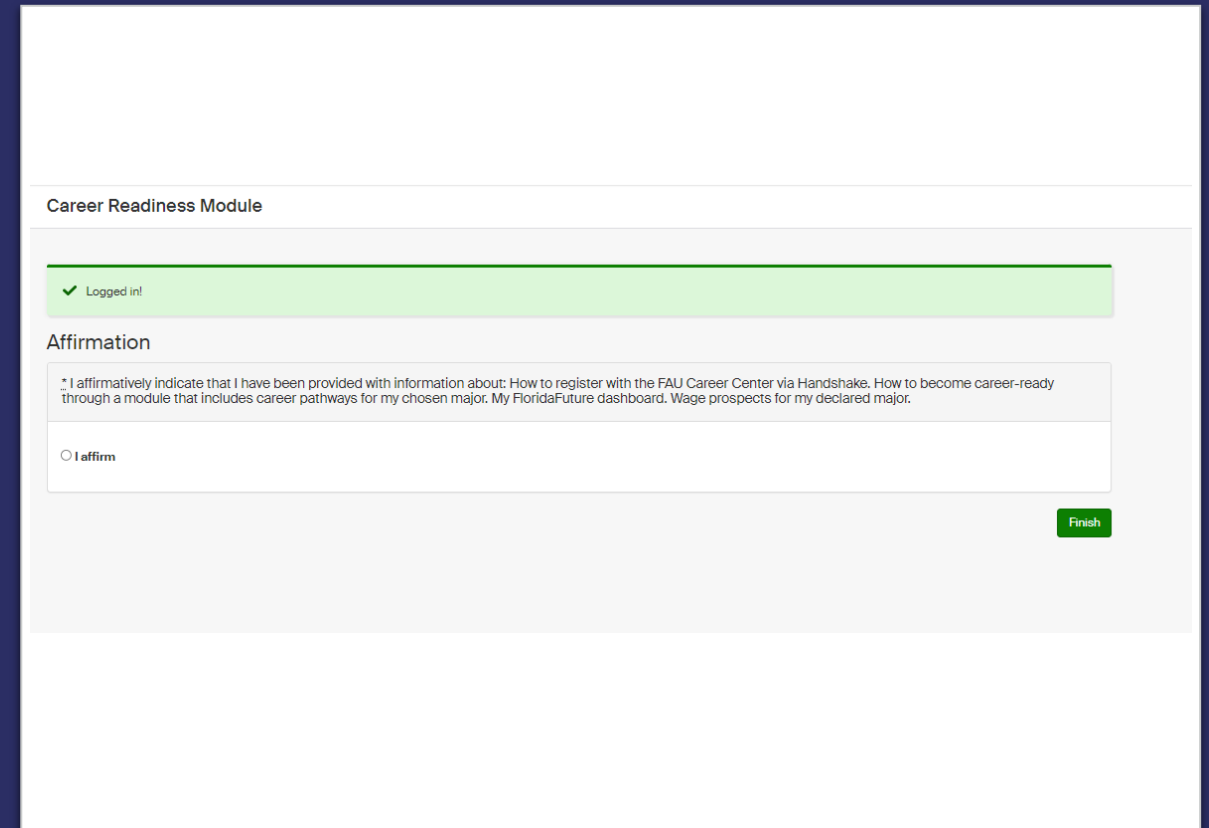 Career Readiness Module
Logged in!
Affirmation
* I affirmatively indicate that I have been provided with information about: How to register with the FAU Career Center via Handshake. How to become career-ready
through a module that includes career pathways for my chosen major. My FloridaFuture dashboard. Wage prospects for my declared major.
I affirm
Finish